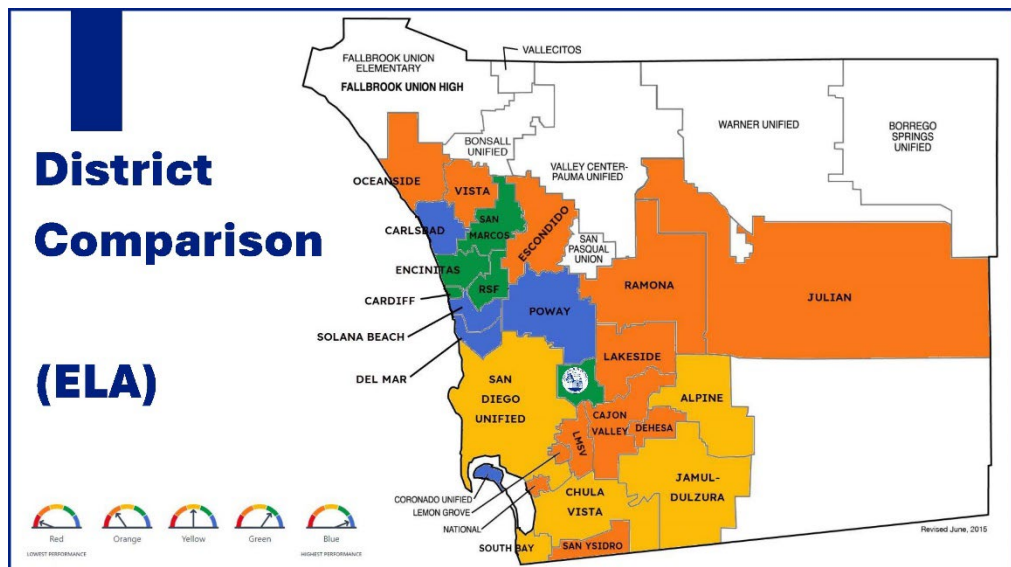 District
Comparison
(ELA)
VALLECITOS
FALLBROOK UNION
ELEMENTARY
FALLBROOK UNION HIGH
BONSALL
UNIFIED
WARNER UNIFIED
BORREGO
SPRINGS
UNIFIED
VALLEY CENTER-
PAUMA UNIFIED
OCEANSIDE
VISTA
CARLSBAD
SAN
MARCOS
ESCONDIDO
SAN
PASQUAL
UNION
ENCINITAS
RSF
RAMONA
JULIAN
CARDIFF
POWAY
SOLANA BEACH
LAKESIDE
DEL MAR
SAN
DIEGO
UNIFIED
ALPINE
CAJON
VALLEY
DEHESA
LMSV
JAMUL-
DULZURA
CORONADO UNIFIED
LEMON GROVE
NATIONAL
CHULA
VISTA
SOUTH BAY
SAN YSIDRO
Revised June, 2015
Red
Orange
Yellow
Green
Blue
LOWEST PERFORMANCE
HIGHEST PERFORMANCE